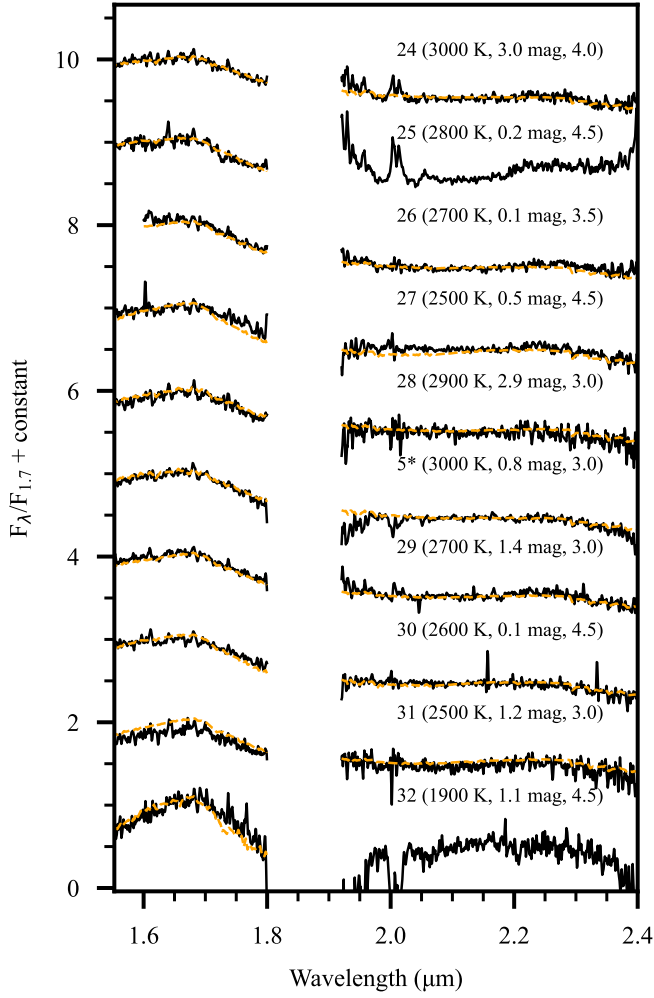 10
8
6
4
2
0
F_λ/F_1.7 + constant
24 (3000 K, 3.0 mag, 4.0)
25 (2800 K, 0.2 mag, 4.5)
26 (2700 K, 0.1 mag, 3.5)
27 (2500 K, 0.5 mag, 4.5)
28 (2900 K, 2.9 mag, 3.0)
5* (3000 K, 0.8 mag, 3.0)
29 (2700 K, 1.4 mag, 3.0)
30 (2600 K, 0.1 mag, 4.5)
31 (2500 K, 1.2 mag, 3.0)
32 (1900 K, 1.1 mag, 4.5)
1.6 1.8 2.0 2.2 2.4
Wavelength (μm)